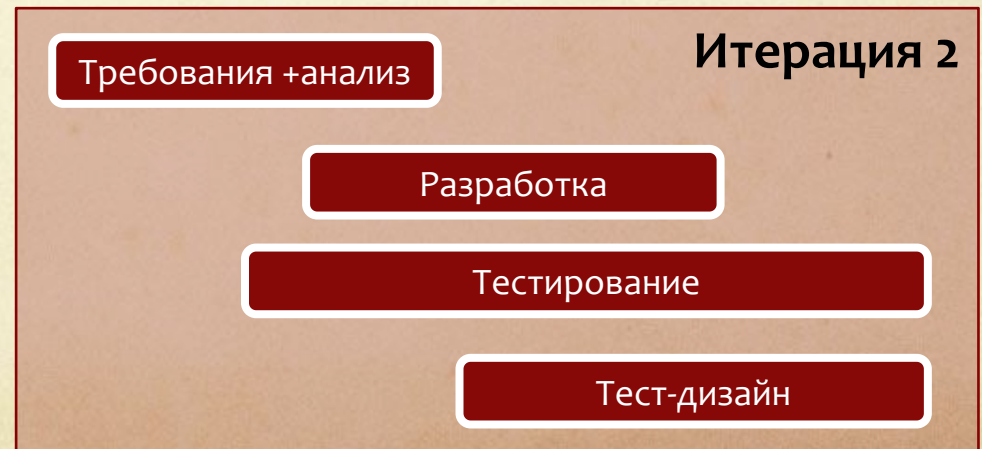 Итерация 2
Требования +анализ
Разработка
Тестирование
Тест-дизайн